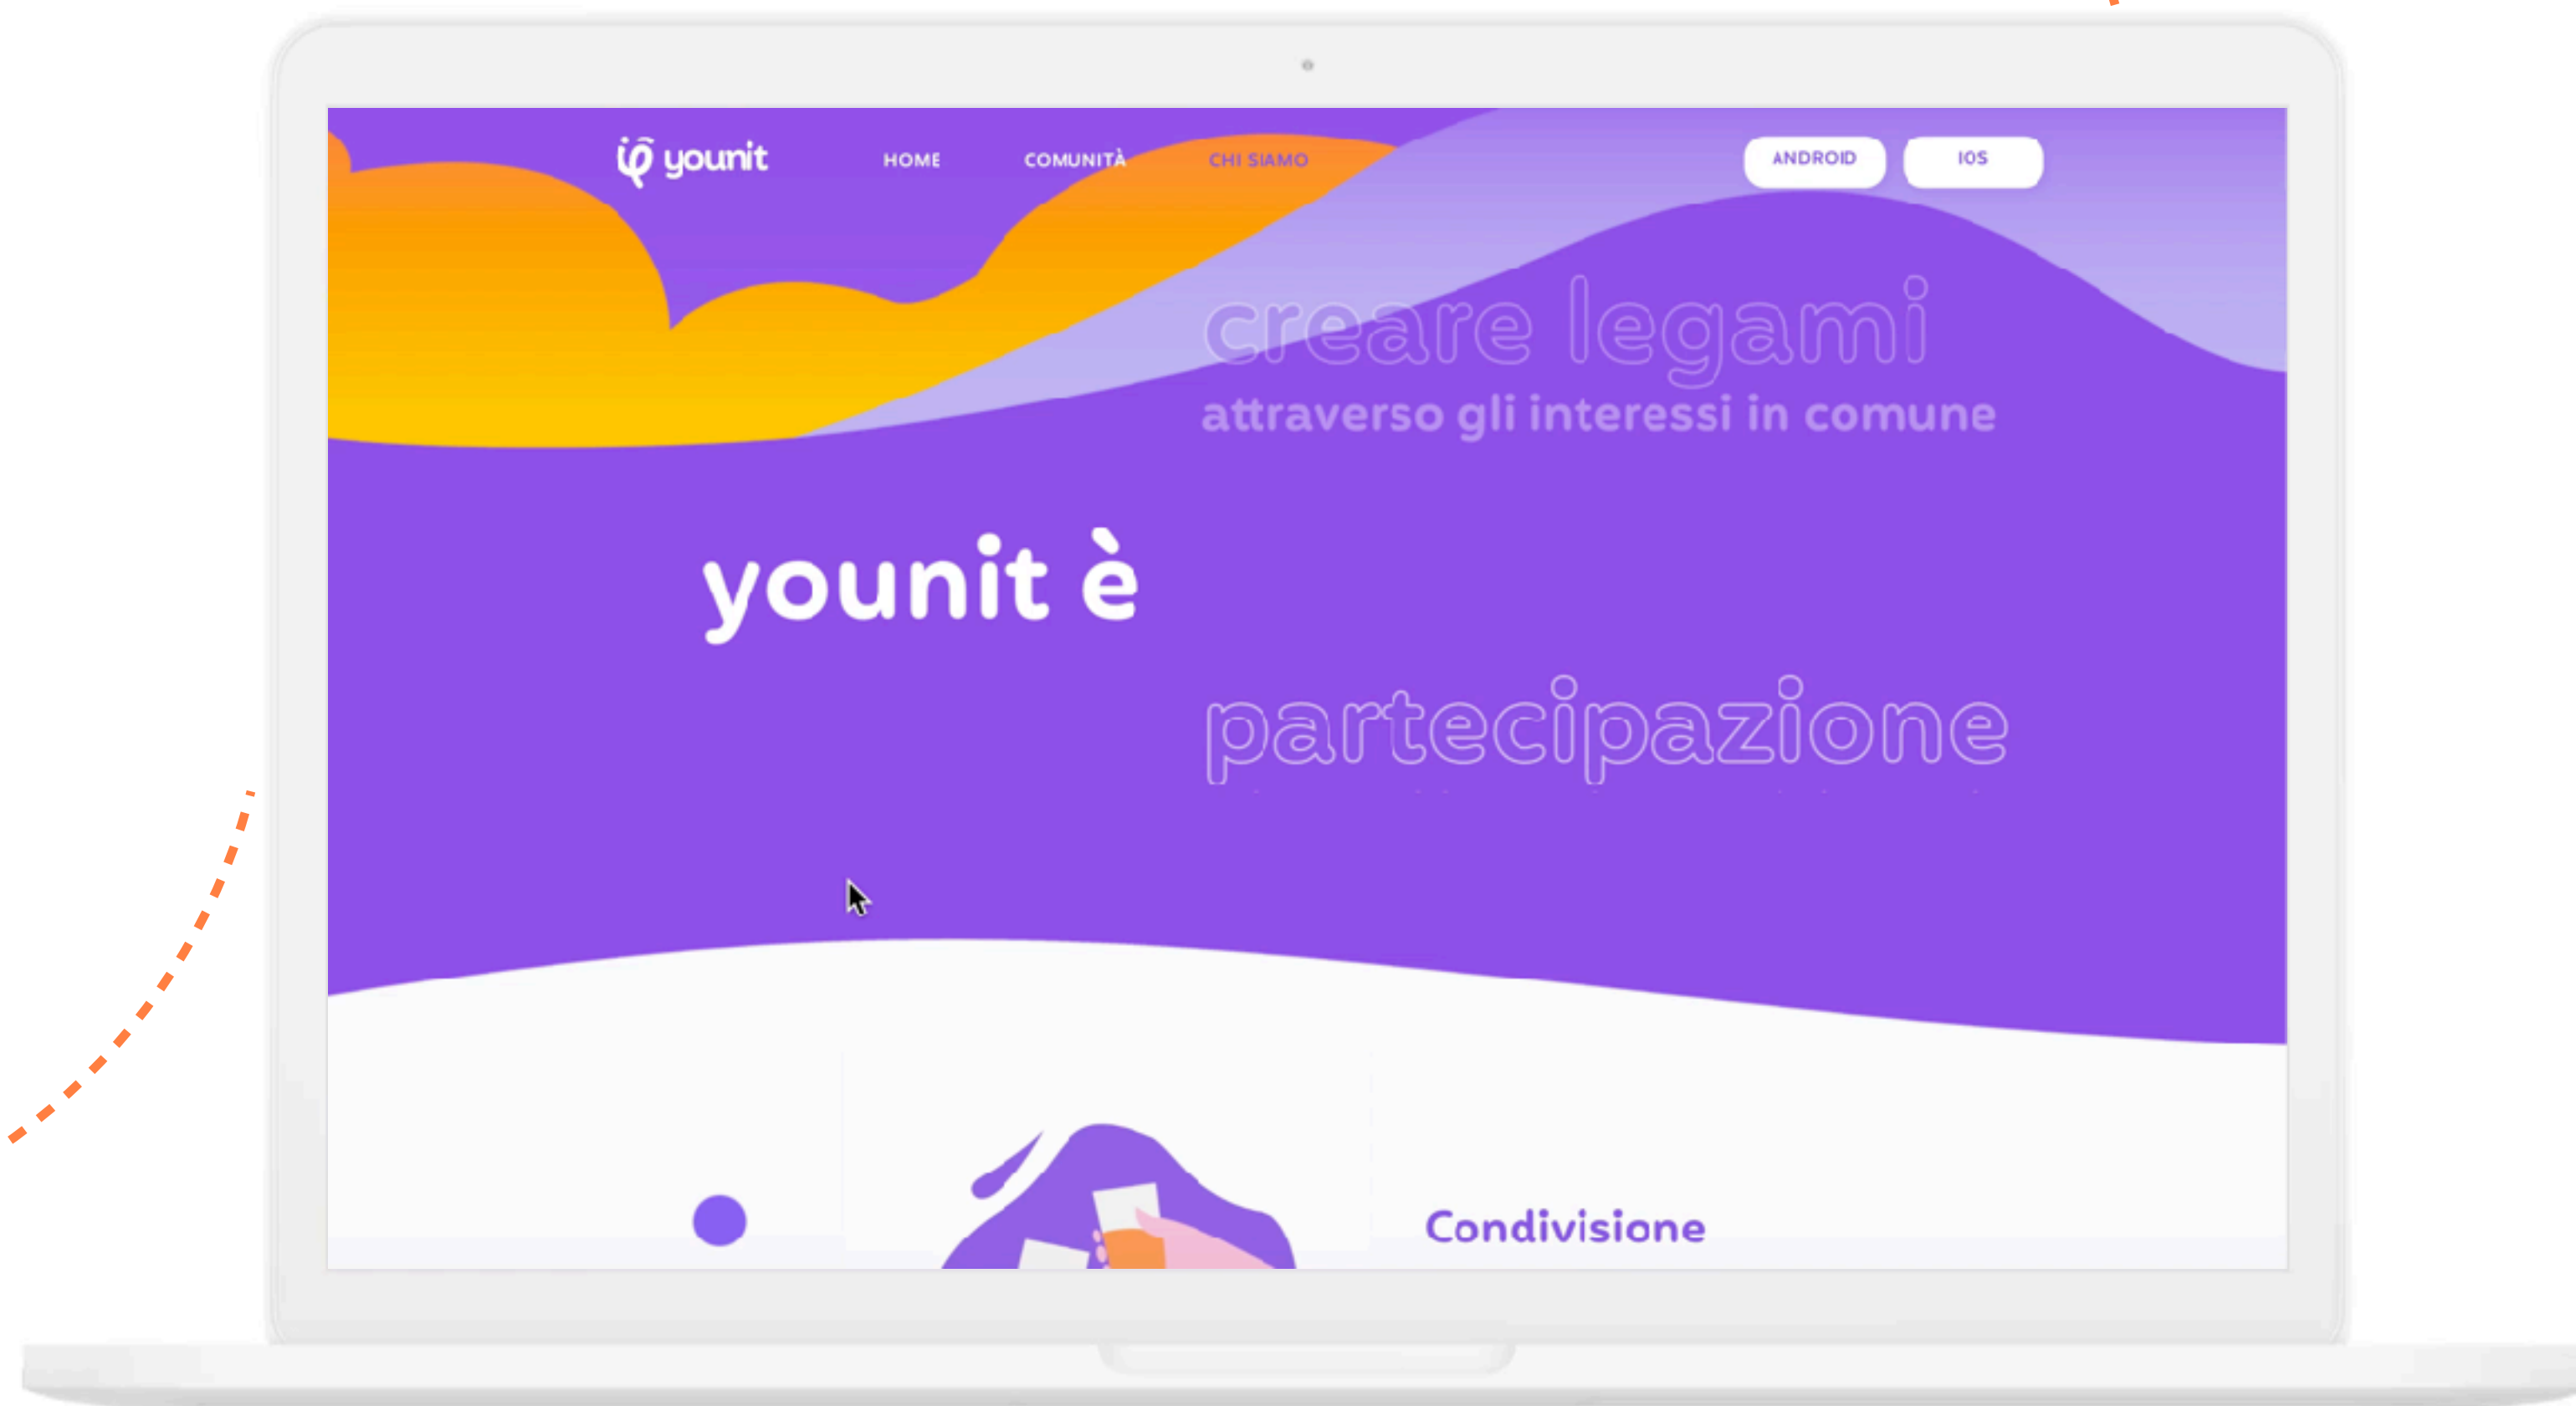 younit
HOME
COMUNITÀ
CHI SIAMO
ANDROID
IOS
creare legami
attraverso gli interessi in comune
younit è
partecipazione
Condivisione